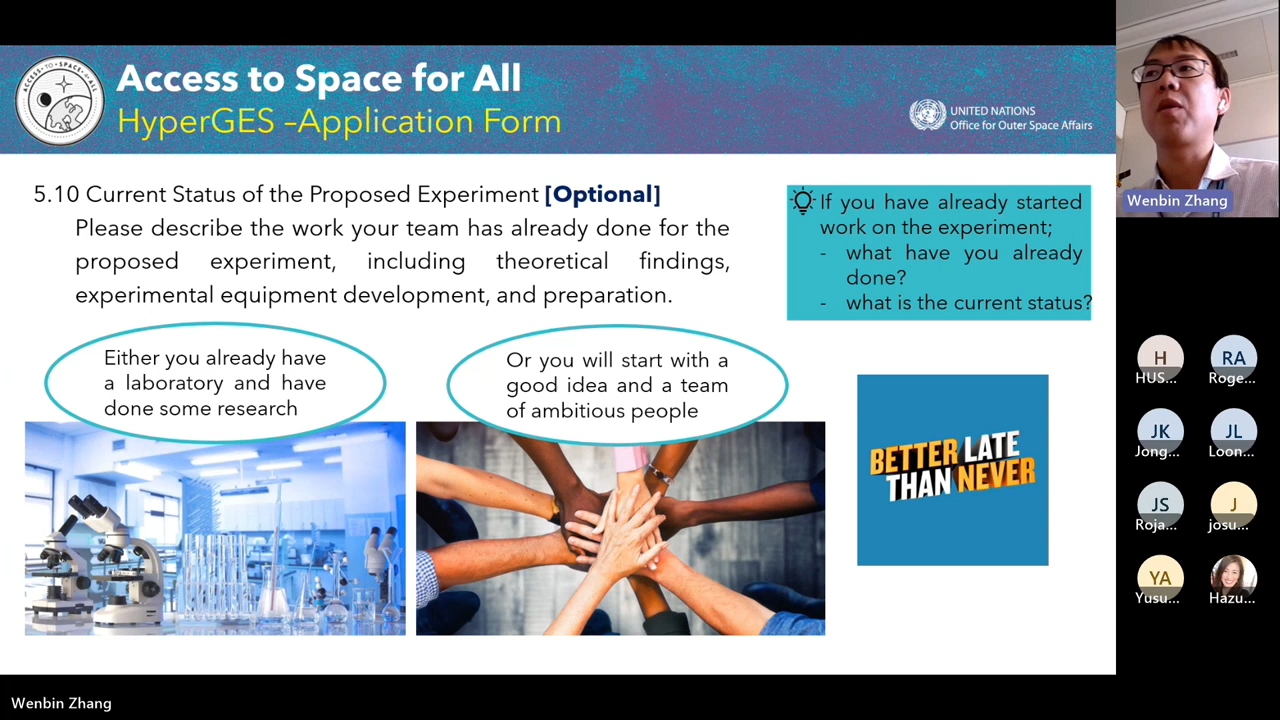 ACCESS • TO • SPACE • 4 • ALL
Access to Space for All
HyperGES –Application Form
UNITED NATIONS
Office for Outer Space Affairs
5.10 Current Status of the Proposed Experiment [Optional]
Please describe the work your team has already done for the
proposed experiment, including theoretical findings,
experimental equipment development, and preparation.
If you have already started
work on the experiment;
- what have you already
done?
- what is the current status?
Either you already have
a laboratory and have
done some research
Or you will start with a
good idea and a team
of ambitious people
BETTER LATE
THAN NEVER
Wenbin Zhang
H
HUS...
RA
Roge...
JK
Jong...
JL
Loon...
JS
Roja...
J
josu...
YA
Yusu...
Hazu...
Wenbin Zhang